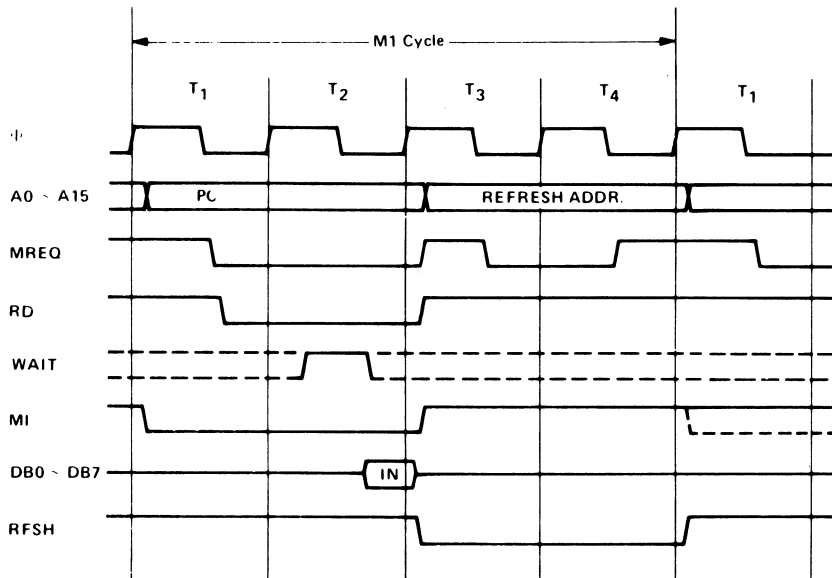 M1 Cycle
T1 T2 T3 T4 T1
Φ
A0 ~ A15 PC REFRESH ADDR.
MREQ
RD
WAIT
MI
DB0 ~ DB7 IN
RFSH